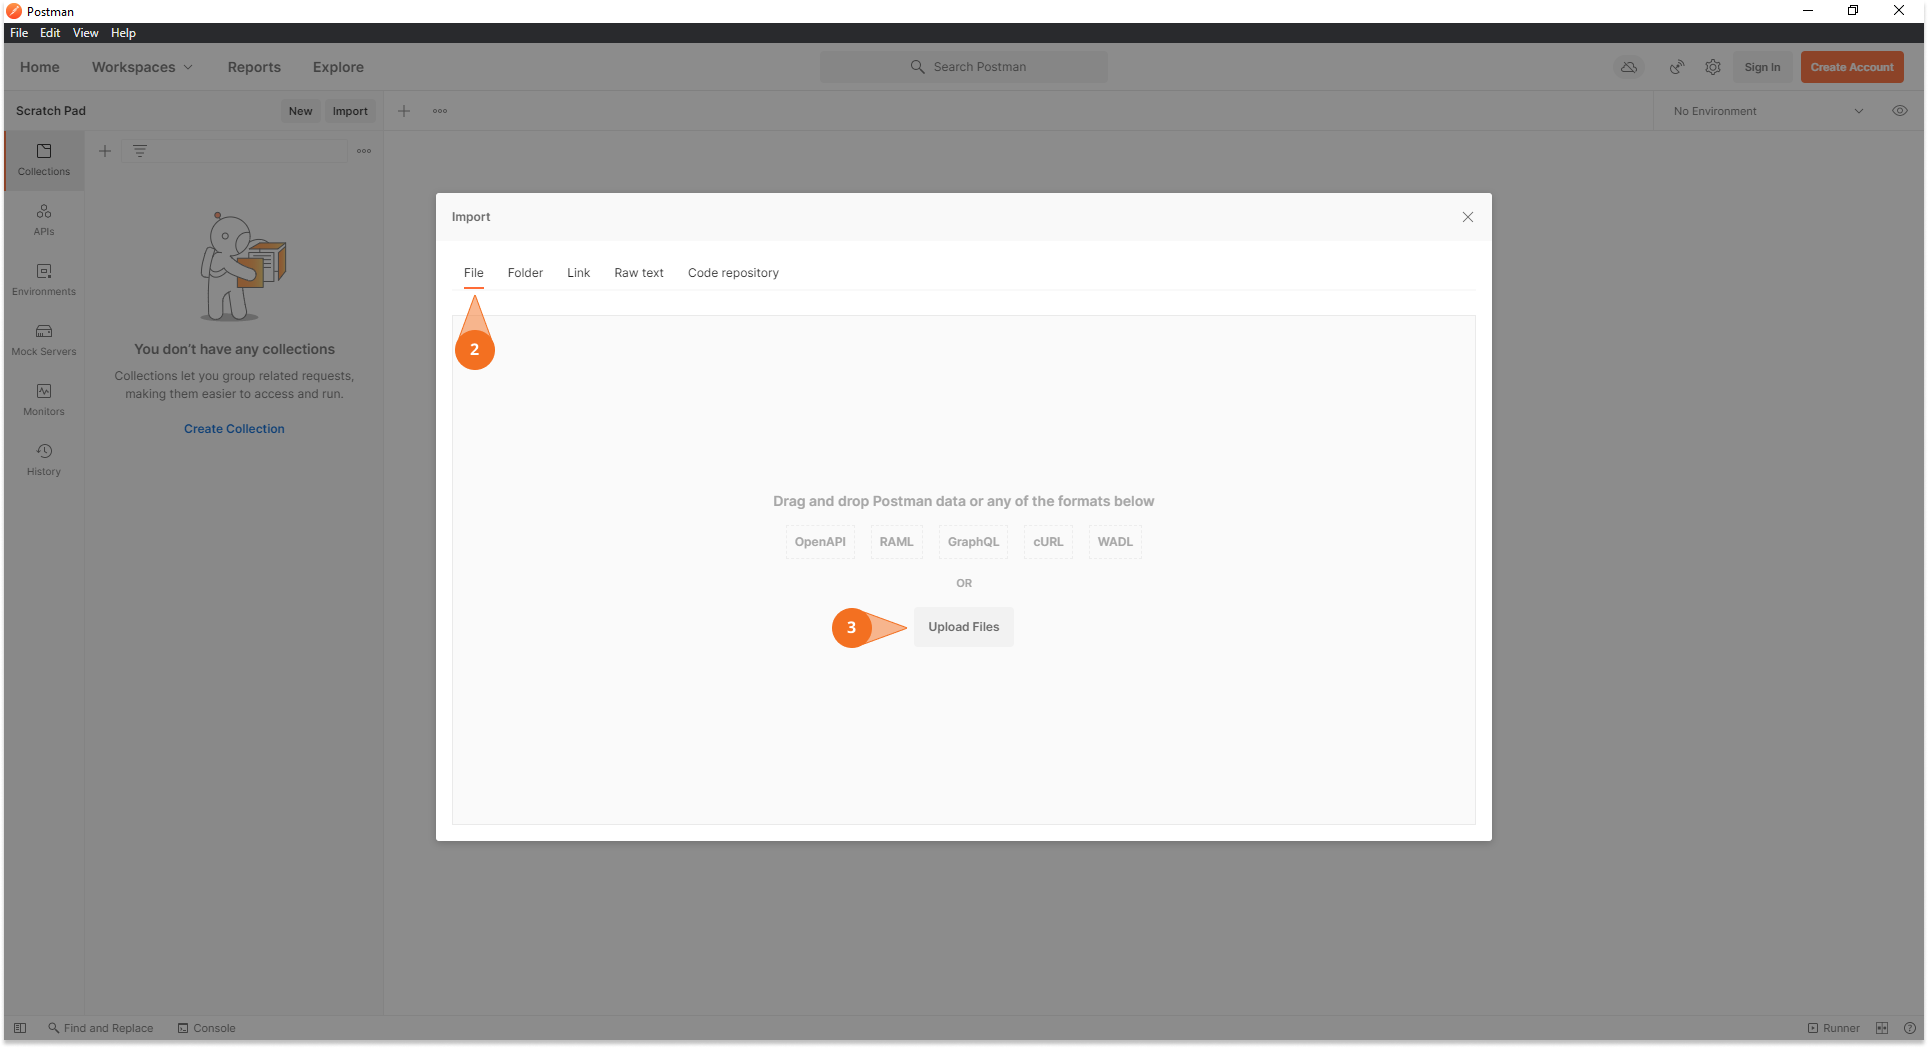 Postman
File Edit View Help
Home Workspaces Reports Explore Search Postman Sign In Create Account
Scratch Pad New Import No Environment
Collections
APIs
Environments
Mock Servers
Monitors
History
You don't have any collections
Collections let you group related requests,
making them easier to access and run.
Create Collection
Import
File Folder Link Raw text Code repository
2
Drag and drop Postman data or any of the formats below
OpenAPI RAML GraphQL cURL WADL
OR
3 Upload Files
Find and Replace Console Runner